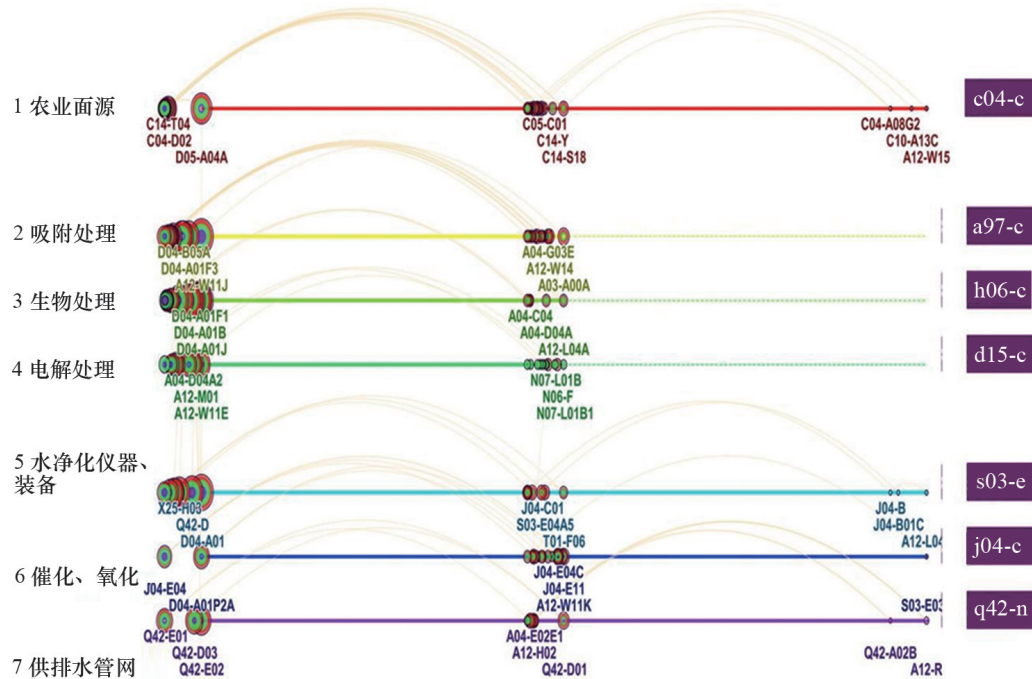 1 农业面源
C14-T04
C04-D02
D05-A04A
C05-C01
C14-Y
C14-S18
C04-A08G2
C10-A13C
A12-W15
c04-c
2 吸附处理
D04-B05A
D04-A01F3
A12-W11J
A04-G03E
A12-W14
A03-A00A
a97-c
3 生物处理
D04-A01F1
D04-A01B
D04-A01J
A04-C04
A04-D04A
A12-L04A
h06-c
4 电解处理
A04-D04A2
A12-M01
A12-W11E
N07-L01B
N06-F
N07-L01B1
d15-c
5 水净化仪器、
装备
X25-H03
Q42-D
D04-A01
J04-C01
S03-E04A5
T01-F06
J04-B
J04-B01C
A12-L04
s03-e
6 催化、氧化
J04-E04
D04-A01P2A
J04-E04C
J04-E11
A12-W11K
S03-E03
j04-c
7 供排水管网
Q42-E01
Q42-D03
Q42-E02
A04-E02E1
A12-H02
Q42-D01
Q42-A02B
A12-R
q42-n